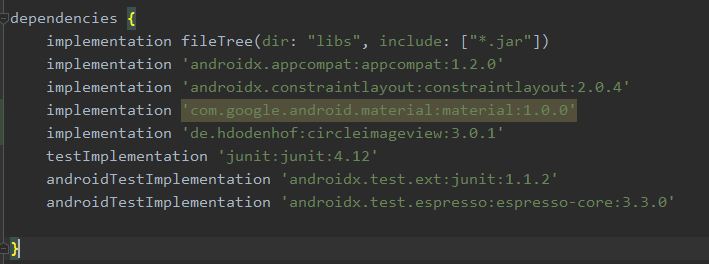 dependencies {
implementation fileTree(dir: "libs", include: ["*.jar"])
implementation 'androidx.appcompat:appcompat:1.2.0'
implementation 'androidx.constraintlayout:constraintlayout:2.0.4'
implementation 'com.google.android.material:material:1.0.0'
implementation 'de.hdodenhof:circleimageview:3.0.1'
testImplementation 'junit:junit:4.12'
androidTestImplementation 'androidx.test.ext:junit:1.1.2'
androidTestImplementation 'androidx.test.espresso:espresso-core:3.3.0'
}